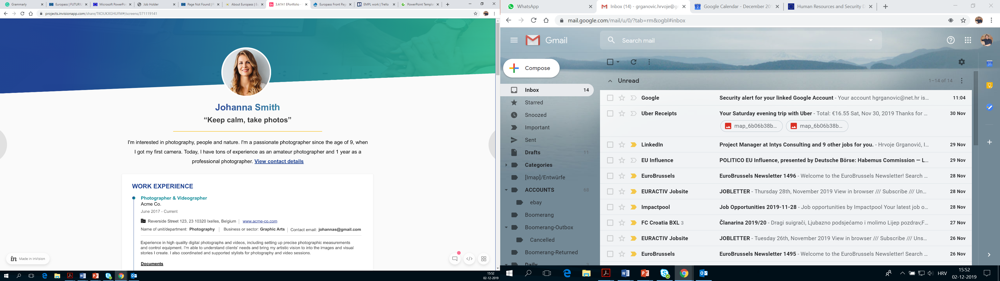 Grammarly
Europass | FUTURIU
Microsoft PowerPo
Job Holder
Page Not Found | F
About Europass | Eu
3.A1h1 EPortfolio -
Europass Front Page
EMPL work | Trello
PowerPoint Templat
projects.invisionapp.com/share/TKOUKXGHUFM#/screens/371119141
Johanna Smith
“Keep calm, take photos”
I'm interested in photography, people and nature. I'm a passionate photographer since the age of 9, when
I got my first camera. Today, I have tons of experience as an amateur photographer and 1 year as a
professional photographer. View contact details
WORK EXPERIENCE
Photographer & Videographer
Acme Co.
June 2017 - Current
Reverside Street 123, 23 10320 Ixelles, Belgium | www.acme-co.com
Name of unit/department: Photography | Business or sector: Graphic Arts | Contact email: johannas@gmail.com
Experience in high quality digital photographs and videos, including setting up precise photographic measurements
and control equipment. I'm able to understand clients' needs and bring my artistic vision to into the images and visual
stories I create. I also coordinated and supported stylists for photography and video sessions.
Documents
in Made in InVision
15:52
02-12-2019
WhatsApp
Inbox (14) - grganovic.hrvoje@gr
Google Calendar - December 201
Human Resources and Security D
mail.google.com/mail/u/0/?tab=rm&ogbl#inbox
Gmail
Search mail
Compose
Inbox 14
Starred
Snoozed
Important
Sent
Drafts 11
Categories
[Imap]/Entwürfe
ACCOUNTS 68
ebay
Boomerang
Boomerang-Outbox
Cancelled
Boomerang-Returned
Daily 3
Unread 1–14 of 14
Google Security alert for your linked Google Account - Your account hgrganovic@net.hr is... 11:04
Uber Receipts Your Saturday evening trip with Uber - Total: €16.55 Sat, Nov 30, 2019 Thanks for ... 30 Nov
map_6b06b38b... map_6b06b38b...
LinkedIn Project Manager at Intys Consulting and 9 other jobs for you. - Hrvoje Grganović, I... 29 Nov
EU Influence POLITICO EU Influence, presented by Deutsche Börse: Habemus Commission — L... 29 Nov
EuroBrussels EuroBrussels Newsletter 1496 - Welcome to the EuroBrussels Newsletter! Search ... 28 Nov
EURACTIV Jobsite JOBLETTER - Thursday 28th, November 2019 View in browser /// Subscribe /// Un... 28 Nov
Impactpool Job Opportunities 2019-11-28 - Job opportunities by Impactpool Your latest job o... 28 Nov
FC Croatia BXL 3 Članarina 2019/20 - Dragi suigrači, Ljubazno podsjećamo i molimo Lijep pozdrav,F... 27 Nov
EURACTIV Jobsite JOBLETTER - Tuesday 26th, November 2019 View in browser /// Subscribe /// Uns... 26 Nov
EuroBrussels EuroBrussels Newsletter 1495 - Welcome to the EuroBrussels Newsletter! Search ... 26 Nov
31
HRV
15:52
02-12-2019